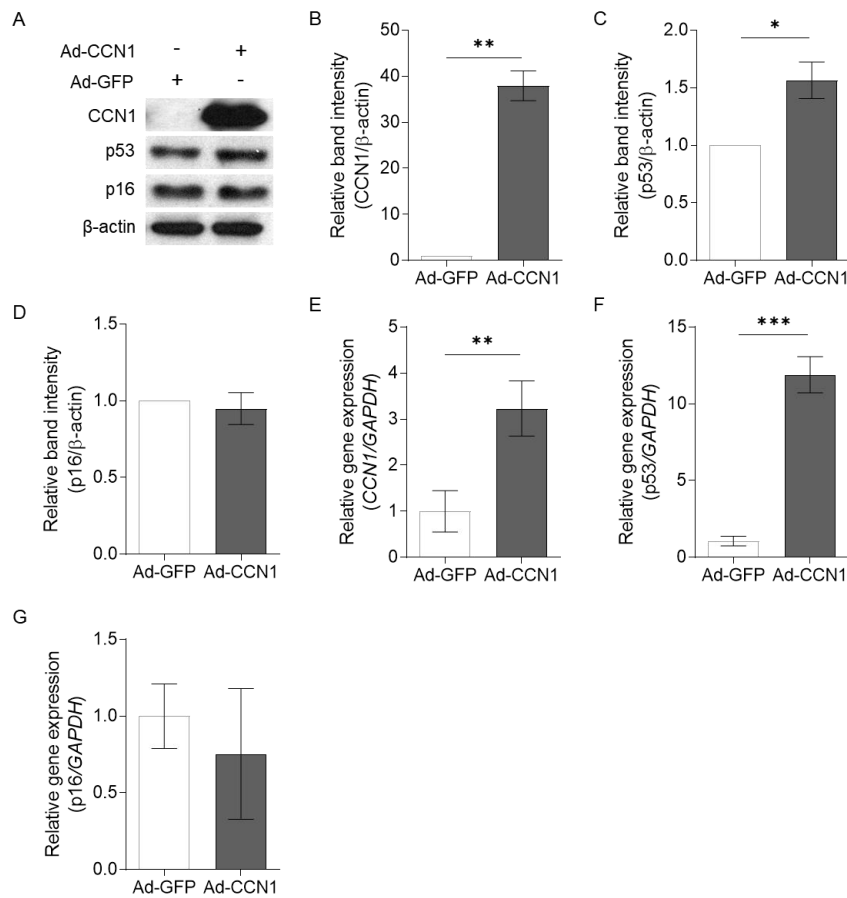 A
Ad-CCN1 - +
Ad-GFP + -
CCN1
p53
p16
β-actin
B
Relative band intensity
(CCN1/β-actin)
50
40
30
20
10
0
**
Ad-GFP Ad-CCN1
C
Relative band intensity
(p53/β-actin)
2.0
1.5
1.0
0.5
0.0
*
Ad-GFP Ad-CCN1
D
Relative band intensity
(p16/β-actin)
1.5
1.0
0.5
0.0
Ad-GFP Ad-CCN1
E
Relative gene expression
(CCN1/GAPDH)
5
4
3
2
1
0
**
Ad-GFP Ad-CCN1
F
Relative gene expression
(p53/GAPDH)
15
10
5
0
***
Ad-GFP Ad-CCN1
G
Relative gene expression
(p16/GAPDH)
1.5
1.0
0.5
0.0
Ad-GFP Ad-CCN1